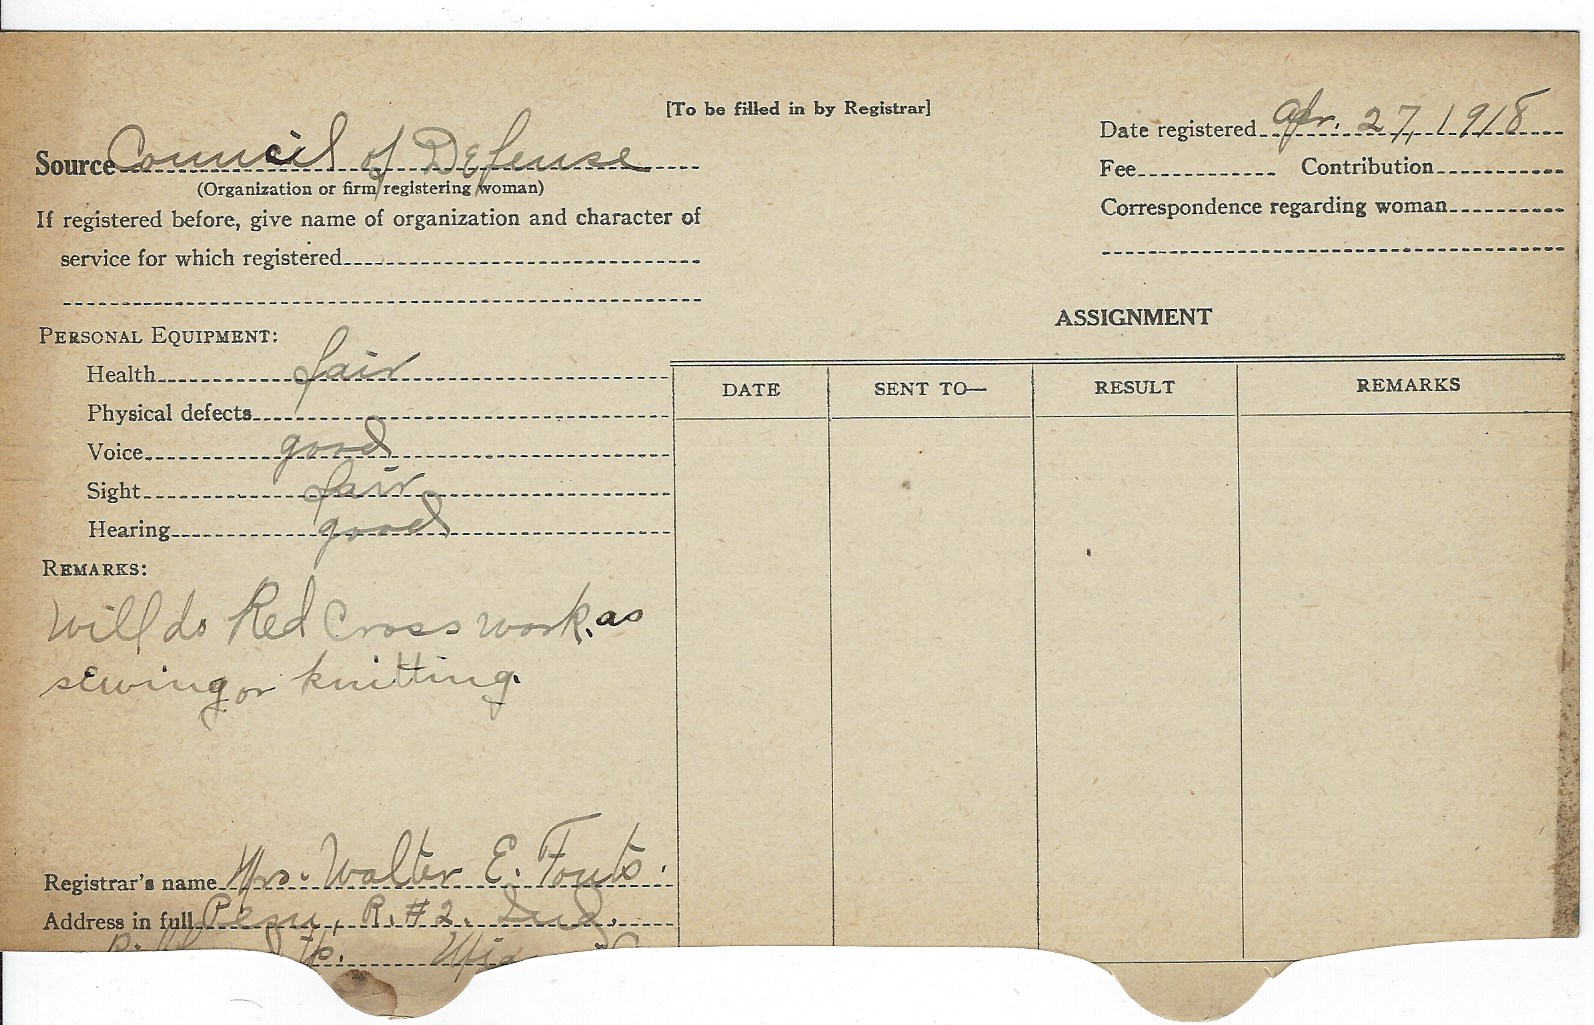 [To be filled in by Registrar]
Source Council of Defense
(Organization or firm registering woman)
If registered before, give name of organization and character of
service for which registered
Date registered Apr. 27, 1918
Fee Contribution
Correspondence regarding woman
PERSONAL EQUIPMENT:
Health fair
Physical defects
Voice good
Sight fair
Hearing good
REMARKS:
Will do Red Cross work, as
sewing or knitting.
Registrar's name Mrs. Walter E. Fouts.
Address in full Peru, R. #2. Ind.
ASSIGNMENT
DATE SENT TO— RESULT REMARKS